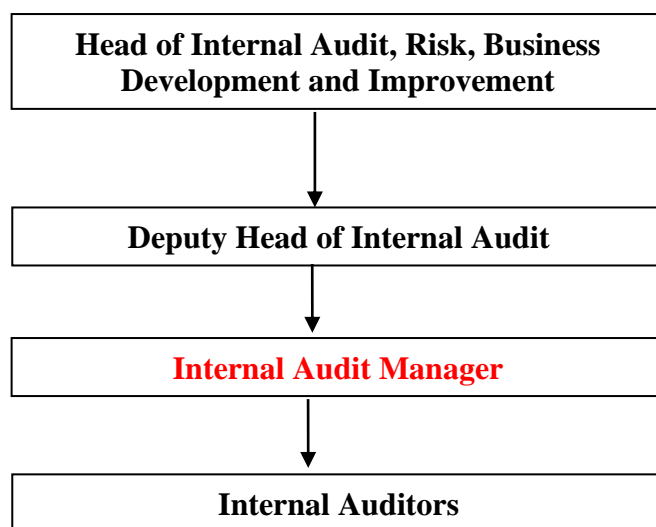 Head of Internal Audit, Risk, Business
Development and Improvement
Deputy Head of Internal Audit
Internal Audit Manager
Internal Auditors